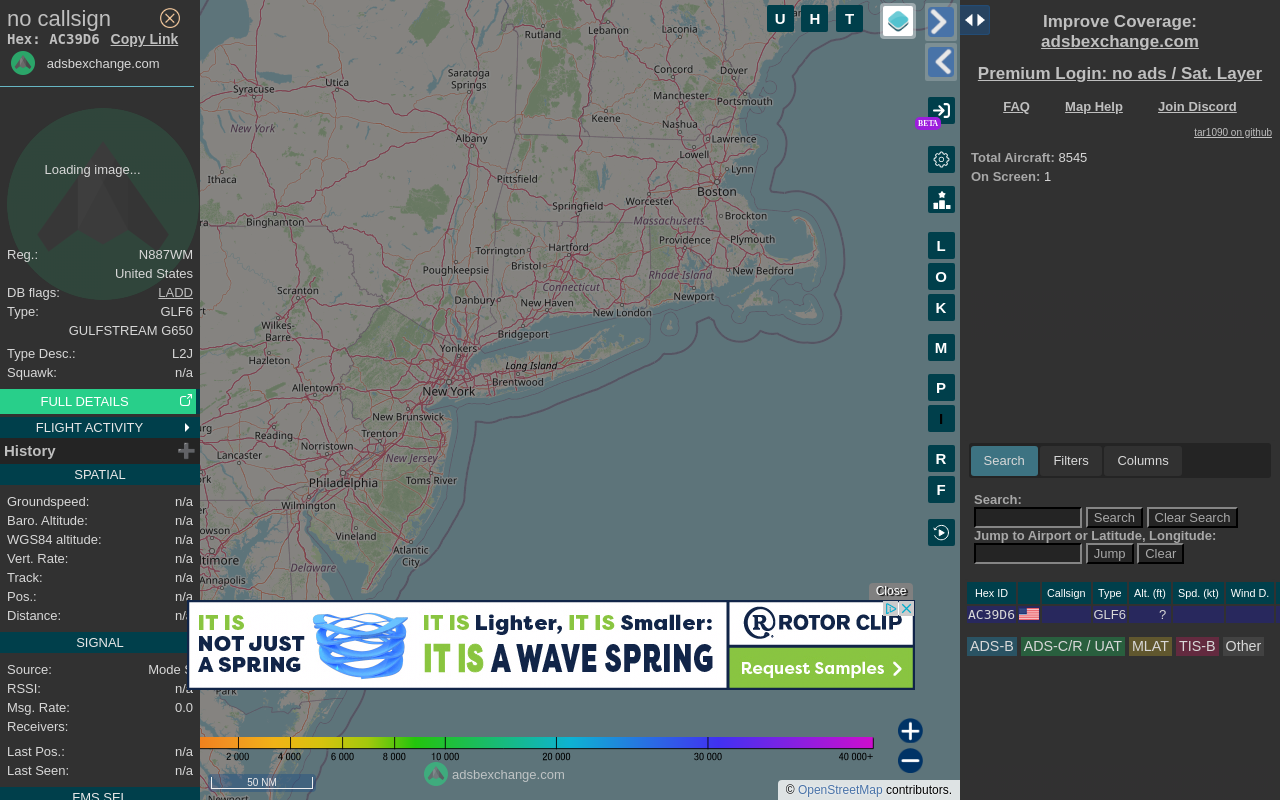 no callsign
Hex: AC39D6 Copy Link
adsbexchange.com
Loading image...
Reg.: N887WM
United States
DB flags: LADD
Type: GLF6
GULFSTREAM G650
Type Desc.: L2J
Squawk: n/a
FULL DETAILS
FLIGHT ACTIVITY
History
SPATIAL
Groundspeed: n/a
Baro. Altitude: n/a
WGS84 altitude: n/a
Vert. Rate: n/a
Track: n/a
Pos.: n/a
Distance: n/a
SIGNAL
Source: Mode S
RSSI: n/a
Msg. Rate: 0.0
Receivers:
Last Pos.: n/a
Last Seen: n/a
FMS SEL
U H T
Rutland
Lebanon
Laconia
Concord
Dover
Saratoga
Springs
Utica
Syracuse
Manchester
Portsmouth
Keene
Nashua
New York
Albany
Lawrence
Lowell
Lynn
Ithaca
Pittsfield
Boston
Worcester
Springfield
Massachusetts
Brockton
Binghamton
Providence
Plymouth
Torrington
Hartford
Poughkeepsie
Bristol
Rhode Island
New Bedford
Connecticut
Scranton
Danbury
New Haven
Newport
New London
Wilkes-
Barre
Bridgeport
Yonkers
Hazleton
Long Island
Brentwood
Allentown
New York
New Brunswick
Reading
Trenton
Norristown
Lancaster
New Jersey
Philadelphia
Toms River
Wilmington
Vineland
Atlantic
City
Delaware
Annapolis
BETA
L
O
K
M
P
I
R
F
Close
IT IS
NOT JUST
A SPRING
IT IS Lighter, IT IS Smaller:
IT IS A WAVE SPRING
ROTOR CLIP
Request Samples
2 000 4 000 6 000 8 000 10 000 20 000 30 000 40 000+
adsbexchange.com
50 NM
© OpenStreetMap contributors.
Improve Coverage:
adsbexchange.com
Premium Login: no ads / Sat. Layer
FAQ Map Help Join Discord
tar1090 on github
Total Aircraft: 8545
On Screen: 1
Search Filters Columns
Search:
Search Clear Search
Jump to Airport or Latitude, Longitude:
Jump Clear
Hex ID Callsign Type Alt. (ft) Spd. (kt) Wind D.
AC39D6 GLF6 ?
ADS-B ADS-C/R / UAT MLAT TIS-B Other